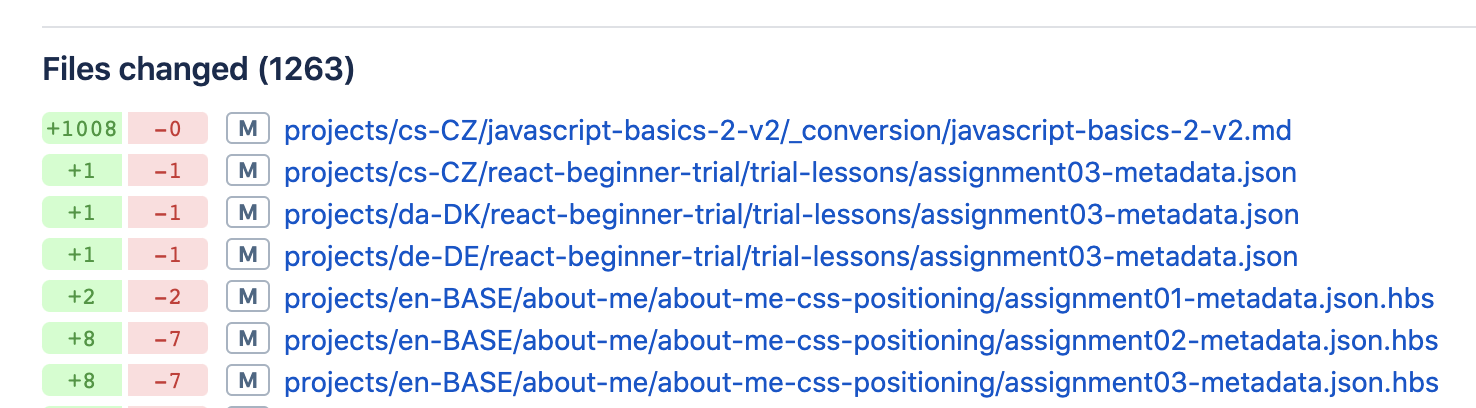 Files changed (1263)
+1008 -0 M projects/cs-CZ/javascript-basics-2-v2/_conversion/javascript-basics-2-v2.md
+1 -1 M projects/cs-CZ/react-beginner-trial/trial-lessons/assignment03-metadata.json
+1 -1 M projects/da-DK/react-beginner-trial/trial-lessons/assignment03-metadata.json
+1 -1 M projects/de-DE/react-beginner-trial/trial-lessons/assignment03-metadata.json
+2 -2 M projects/en-BASE/about-me/about-me-css-positioning/assignment01-metadata.json.hbs
+8 -7 M projects/en-BASE/about-me/about-me-css-positioning/assignment02-metadata.json.hbs
+8 -7 M projects/en-BASE/about-me/about-me-css-positioning/assignment03-metadata.json.hbs